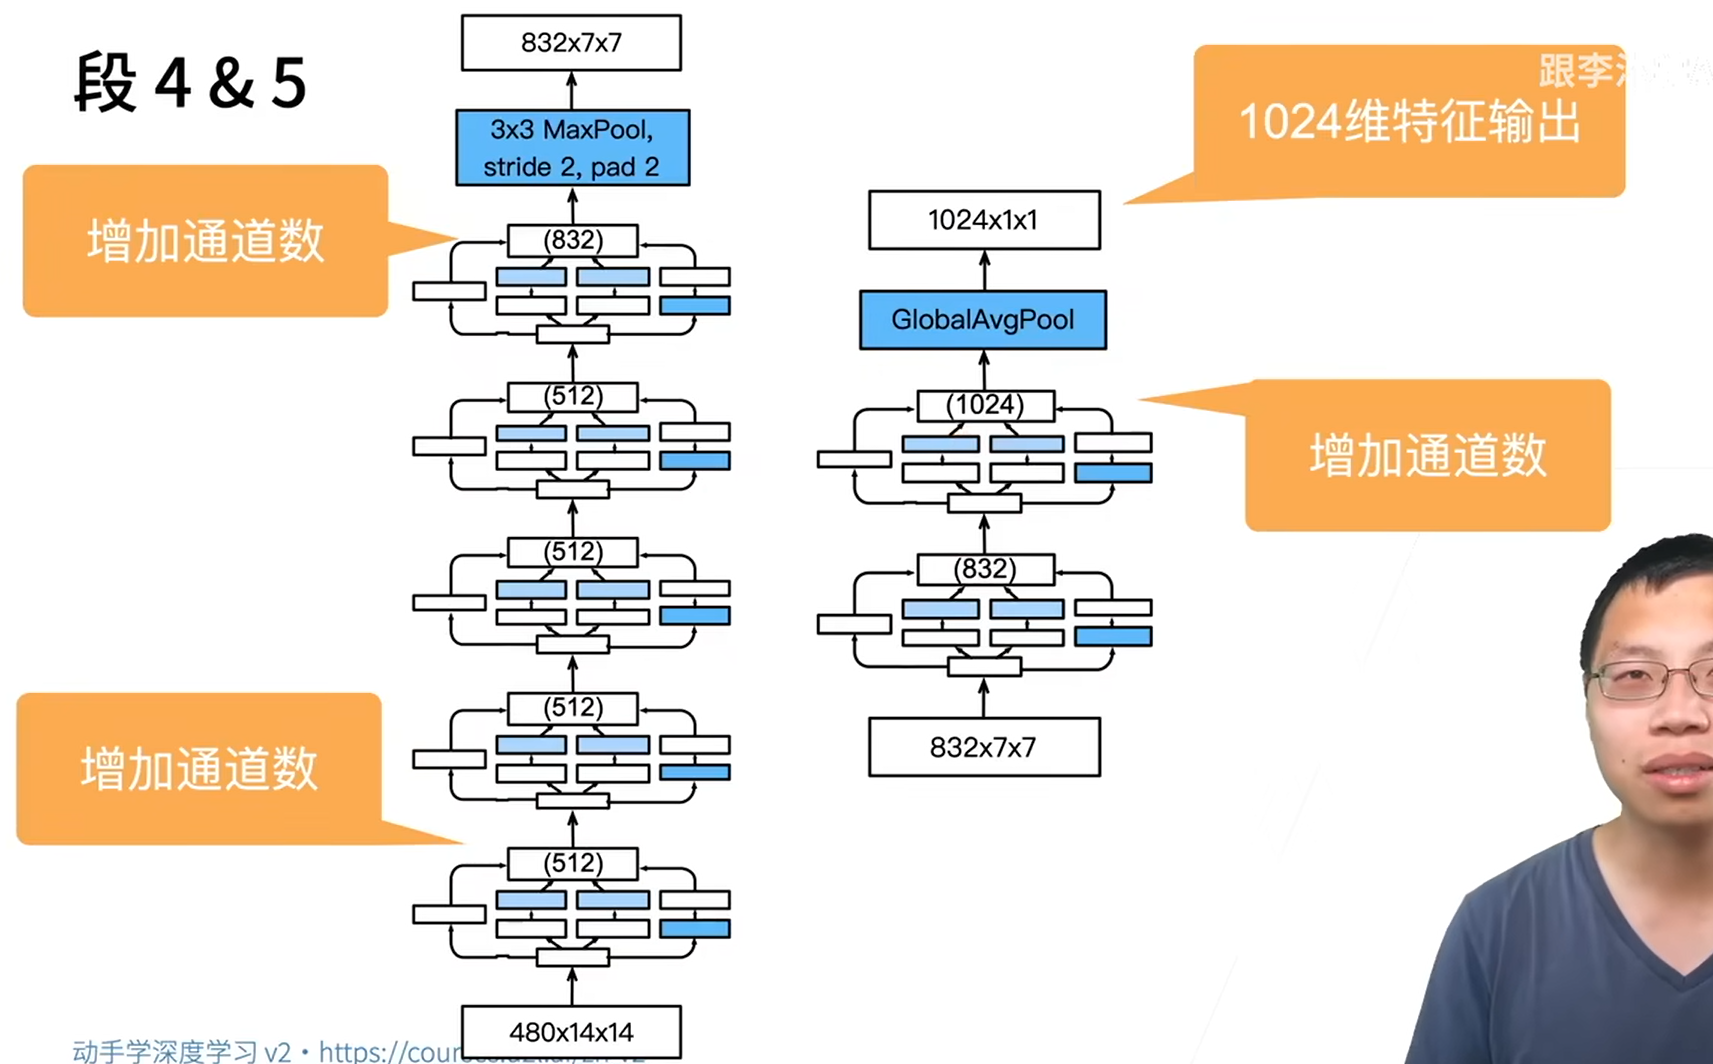 段 4 & 5
832x7x7
3x3 MaxPool,
stride 2, pad 2
增加通道数
(832)
(512)
(512)
(512)
增加通道数
(512)
480x14x14
跟李
1024维特征输出
1024x1x1
GlobalAvgPool
(1024)
增加通道数
(832)
832x7x7
动手学深度学习 v2 • https://cour